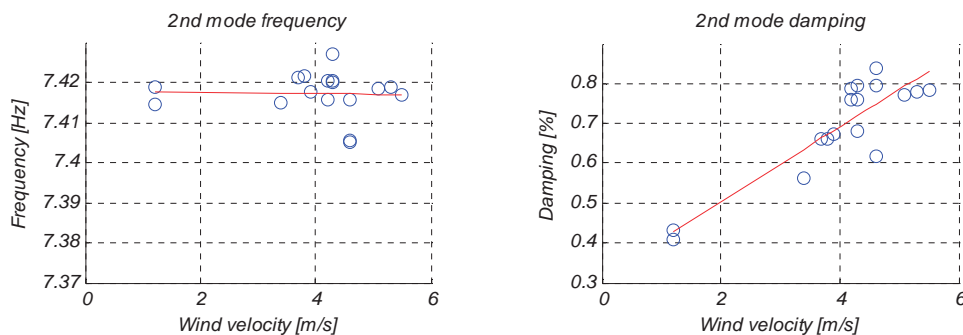 2nd mode frequency
7.42
7.41
7.4
7.39
7.38
7.37
Frequency [Hz]
0 2 4 6
Wind velocity [m/s]
2nd mode damping
0.8
0.7
0.6
0.5
0.4
0.3
Damping [%]
0 2 4 6
Wind velocity [m/s]